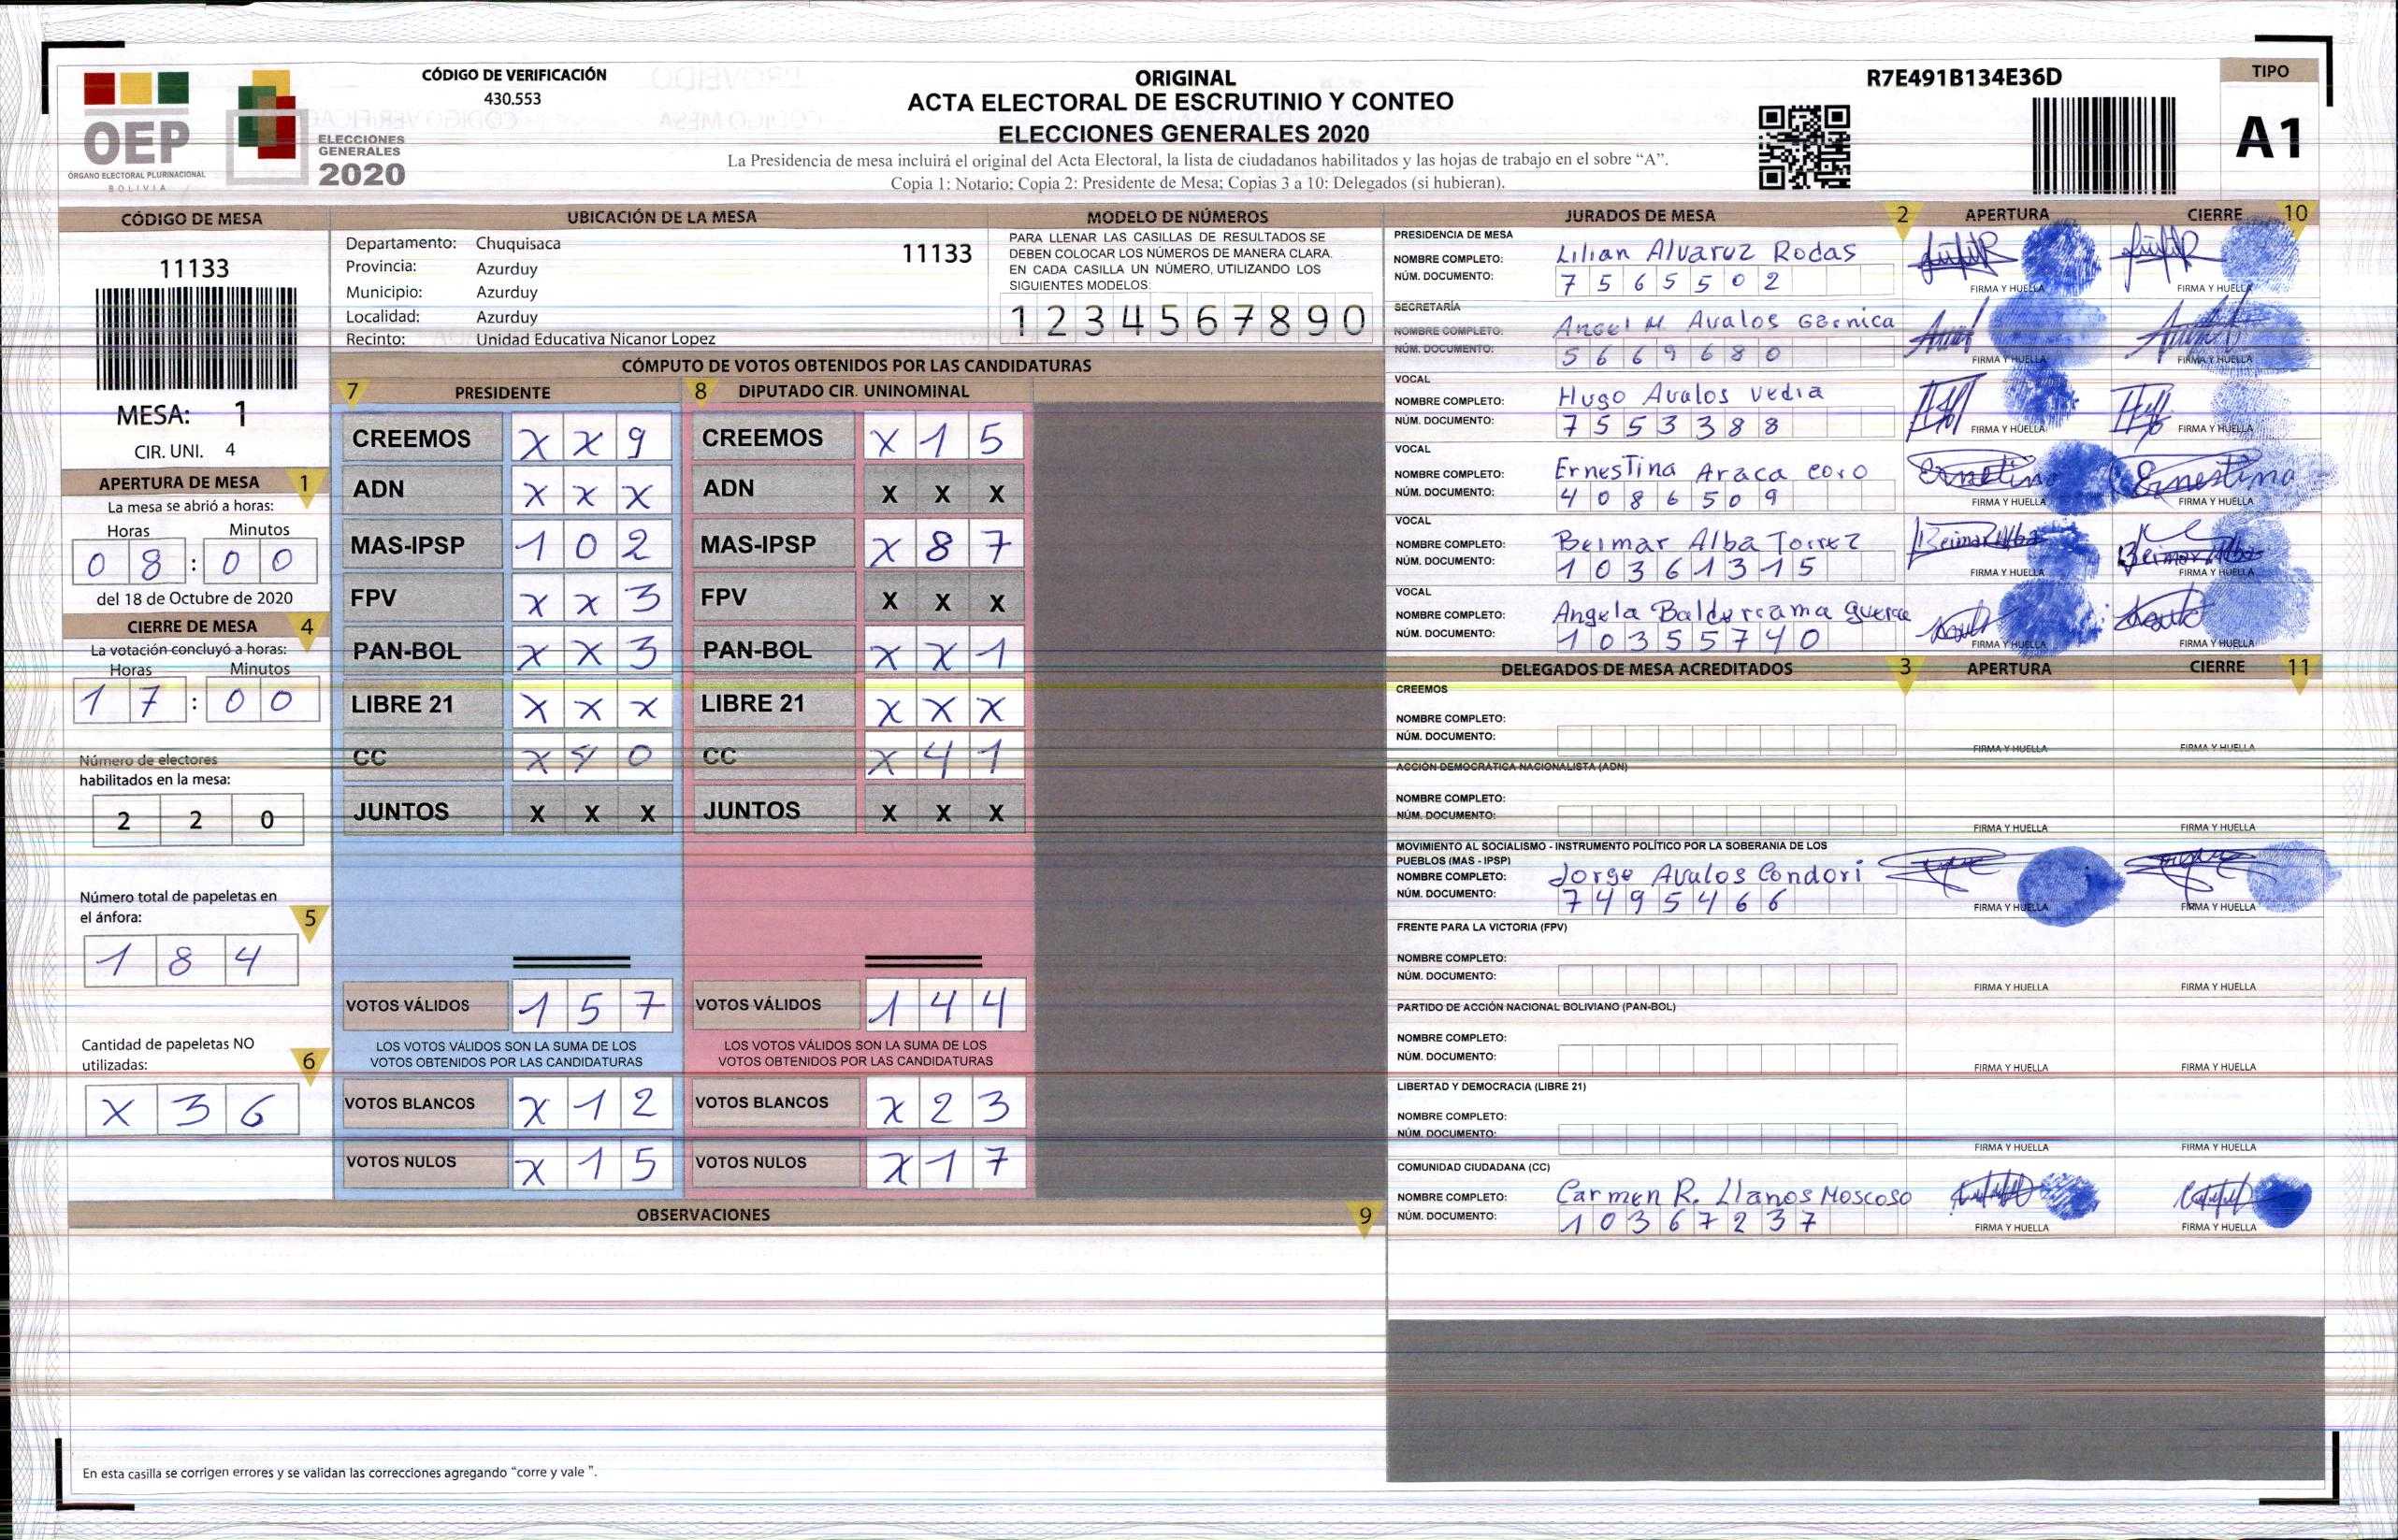 CÓDIGO DE VERIFICACIÓN
430.553
OEP
ÓRGANO ELECTORAL PLURINACIONAL
BOLIVIA
ELECCIONES
GENERALES
2020
ORIGINAL
ACTA ELECTORAL DE ESCRUTINIO Y CONTEO
ELECCIONES GENERALES 2020
La Presidencia de mesa incluirá el original del Acta Electoral, la lista de ciudadanos habilitados y las hojas de trabajo en el sobre “A”.
Copia 1: Notario; Copia 2: Presidente de Mesa; Copias 3 a 10: Delegados (si hubieran).
R7E491B134E36D
TIPO
A1
CÓDIGO DE MESA
11133
MESA: 1
CIR. UNI. 4
APERTURA DE MESA 1
La mesa se abrió a horas:
Horas Minutos
0 8 : 0 0
del 18 de Octubre de 2020
CIERRE DE MESA 4
La votación concluyó a horas:
Horas Minutos
1 7 : 0 0
Número de electores
habilitados en la mesa:
2 2 0
Número total de papeletas en
el ánfora: 5
1 8 4
Cantidad de papeletas NO
utilizadas: 6
X 3 6
UBICACIÓN DE LA MESA
Departamento: Chuquisaca 11133
Provincia: Azurduy
Municipio: Azurduy
Localidad: Azurduy
Recinto: Unidad Educativa Nicanor Lopez
MODELO DE NÚMEROS
PARA LLENAR LAS CASILLAS DE RESULTADOS SE
DEBEN COLOCAR LOS NÚMEROS DE MANERA CLARA.
EN CADA CASILLA UN NÚMERO, UTILIZANDO LOS
SIGUIENTES MODELOS:
1 2 3 4 5 6 7 8 9 0
CÓMPUTO DE VOTOS OBTENIDOS POR LAS CANDIDATURAS
7 PRESIDENTE 8 DIPUTADO CIR. UNINOMINAL
CREEMOS X X 9 CREEMOS X 1 5
ADN X X X ADN X X X
MAS-IPSP 1 0 2 MAS-IPSP X 8 7
FPV X X 3 FPV X X X
PAN-BOL X X 3 PAN-BOL X X 1
LIBRE 21 X X X LIBRE 21 X X X
CC X 4 0 CC X 4 1
JUNTOS X X X JUNTOS X X X
VOTOS VÁLIDOS 1 5 7 VOTOS VÁLIDOS 1 4 4
LOS VOTOS VÁLIDOS SON LA SUMA DE LOS LOS VOTOS VÁLIDOS SON LA SUMA DE LOS
VOTOS OBTENIDOS POR LAS CANDIDATURAS VOTOS OBTENIDOS POR LAS CANDIDATURAS
VOTOS BLANCOS X 1 2 VOTOS BLANCOS X 2 3
VOTOS NULOS X 1 5 VOTOS NULOS X 1 7
OBSERVACIONES 9
En esta casilla se corrigen errores y se validan las correcciones agregando “corre y vale ”.
JURADOS DE MESA 2 APERTURA CIERRE 10
PRESIDENCIA DE MESA
NOMBRE COMPLETO: Lilian Alvaruz Rodas
NÚM. DOCUMENTO: 7 5 6 5 5 0 2
FIRMA Y HUELLA FIRMA Y HUELLA
SECRETARÍA
NOMBRE COMPLETO: Angel M. Avalos Garnica
NÚM. DOCUMENTO: 5 6 6 9 6 8 0
FIRMA Y HUELLA FIRMA Y HUELLA
VOCAL
NOMBRE COMPLETO: Hugo Avalos Vedia
NÚM. DOCUMENTO: 7 5 5 3 3 8 8
FIRMA Y HUELLA FIRMA Y HUELLA
VOCAL
NOMBRE COMPLETO: Ernestina Araca Coro
NÚM. DOCUMENTO: 4 0 8 6 5 0 9
Ernestina
FIRMA Y HUELLA FIRMA Y HUELLA
VOCAL
NOMBRE COMPLETO: Beimar Alba Torrez
NÚM. DOCUMENTO: 1 0 3 6 1 3 1 5
Beimar Alba Beimar Alba
FIRMA Y HUELLA FIRMA Y HUELLA
VOCAL
NOMBRE COMPLETO: Angela
NÚM. DOCUMENTO: 1 0 3 5 5 7 4 0
FIRMA Y HUELLA FIRMA Y HUELLA
DELEGADOS DE MESA ACREDITADOS 3 APERTURA CIERRE 11
CREEMOS
NOMBRE COMPLETO:
NÚM. DOCUMENTO:
FIRMA Y HUELLA FIRMA Y HUELLA
ACCIÓN DEMOCRÁTICA NACIONALISTA (ADN)
NOMBRE COMPLETO:
NÚM. DOCUMENTO:
FIRMA Y HUELLA FIRMA Y HUELLA
MOVIMIENTO AL SOCIALISMO - INSTRUMENTO POLÍTICO POR LA SOBERANIA DE LOS
PUEBLOS (MAS - IPSP)
NOMBRE COMPLETO: Jorge Avalos Condori
NÚM. DOCUMENTO: 7 4 9 5 4 6 6
FIRMA Y HUELLA FIRMA Y HUELLA
FRENTE PARA LA VICTORIA (FPV)
NOMBRE COMPLETO:
NÚM. DOCUMENTO:
FIRMA Y HUELLA FIRMA Y HUELLA
PARTIDO DE ACCIÓN NACIONAL BOLIVIANO (PAN-BOL)
NOMBRE COMPLETO:
NÚM. DOCUMENTO:
FIRMA Y HUELLA FIRMA Y HUELLA
LIBERTAD Y DEMOCRACIA (LIBRE 21)
NOMBRE COMPLETO:
NÚM. DOCUMENTO:
FIRMA Y HUELLA FIRMA Y HUELLA
COMUNIDAD CIUDADANA (CC)
NOMBRE COMPLETO: Carmen R. Llanos Moscoso
NÚM. DOCUMENTO: 1 0 3 6 7 2 3 7
FIRMA Y HUELLA FIRMA Y HUELLA